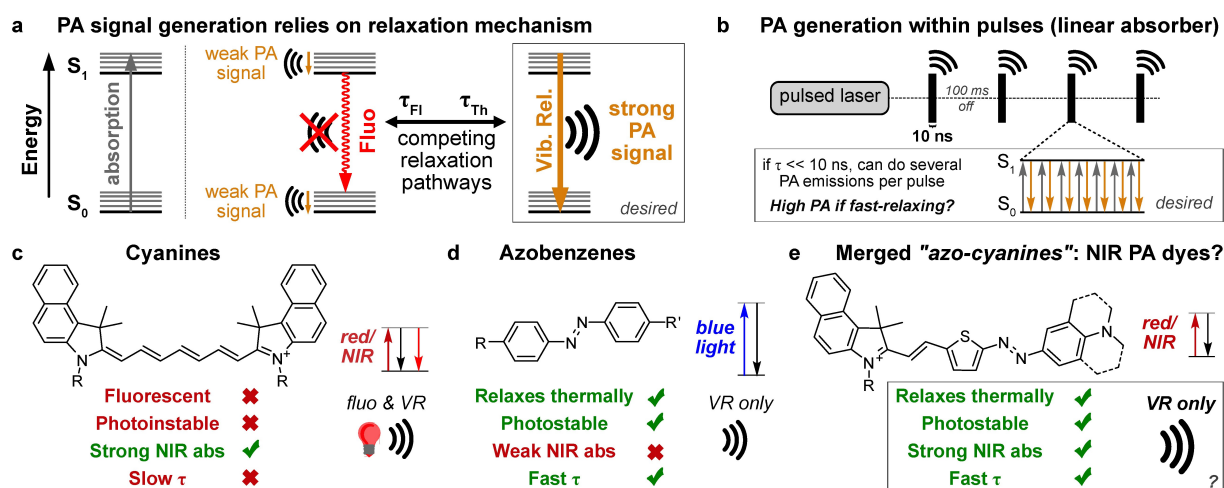 a PA signal generation relies on relaxation mechanism
Energy
S1
S0
absorption
weak PA
signal
weak PA
signal
Fluo
τFl τTh
competing
relaxation
pathways
Vib. Rel.
strong
PA
signal
desired
b PA generation within pulses (linear absorber)
pulsed laser
100 ms
off
10 ns
if τ << 10 ns, can do several
PA emissions per pulse
High PA if fast-relaxing?
S1
S0
desired
c Cyanines
N
R
N+
R
red/
NIR
Fluorescent
Photoinstable
Strong NIR abs
Slow τ
fluo & VR
d Azobenzenes
R
N
N
R'
blue
light
Relaxes thermally
Photostable
Weak NIR abs
Fast τ
VR only
e Merged "azo-cyanines": NIR PA dyes?
N+
R
S
N
N
N
red/
NIR
Relaxes thermally
Photostable
Strong NIR abs
Fast τ
VR only
?